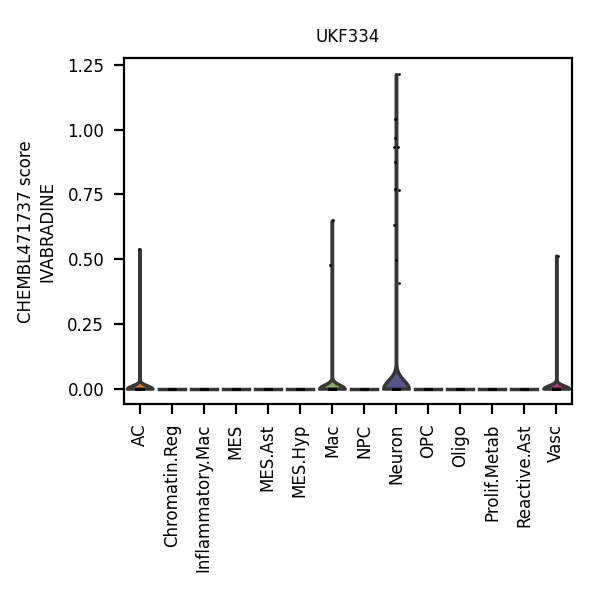 UKF334
CHEMBL471737 score
IVABRADINE
1.25
1.00
0.75
0.50
0.25
0.00
AC
Chromatin.Reg
Inflammatory.Mac
MES
MES.Ast
MES.Hyp
Mac
NPC
Neuron
OPC
Oligo
Prolif.Metab
Reactive.Ast
Vasc